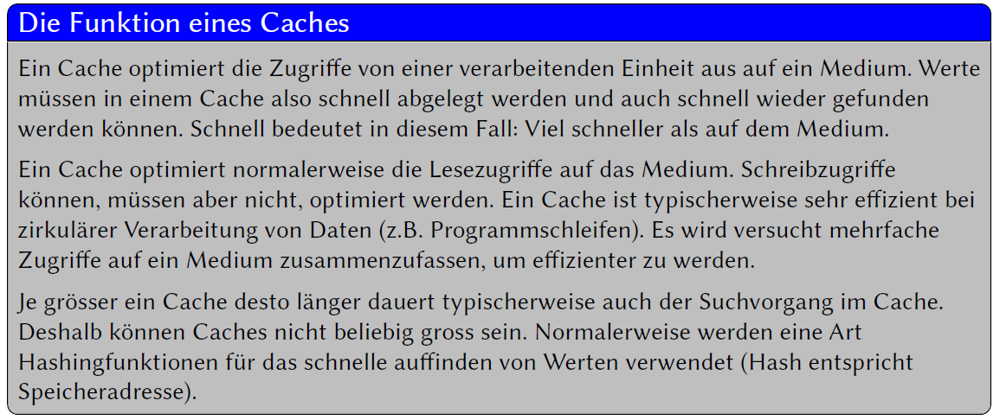 Die Funktion eines Caches
Ein Cache optimiert die Zugriffe von einer verarbeitenden Einheit aus auf ein Medium. Werte
müssen in einem Cache also schnell abgelegt werden und auch schnell wieder gefunden
werden können. Schnell bedeutet in diesem Fall: Viel schneller als auf dem Medium.
Ein Cache optimiert normalerweise die Lesezugriffe auf das Medium. Schreibzugriffe
können, müssen aber nicht, optimiert werden. Ein Cache ist typischerweise sehr effizient bei
zirkulärer Verarbeitung von Daten (z.B. Programmschleifen). Es wird versucht mehrfache
Zugriffe auf ein Medium zusammenzufassen, um effizienter zu werden.
Je grösser ein Cache desto länger dauert typischerweise auch der Suchvorgang im Cache.
Deshalb können Caches nicht beliebig gross sein. Normalerweise werden eine Art
Hashingfunktionen für das schnelle auffinden von Werten verwendet (Hash entspricht
Speicheradresse).